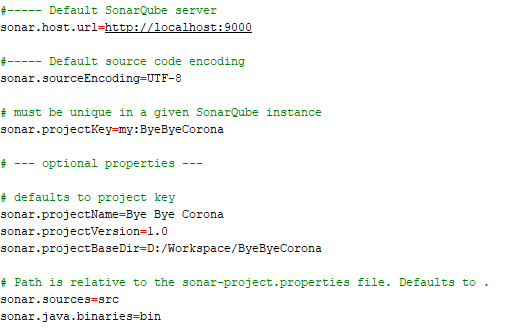 #----- Default SonarQube server
sonar.host.url=http://localhost:9000
#----- Default source code encoding
sonar.sourceEncoding=UTF-8
# must be unique in a given SonarQube instance
sonar.projectKey=my:ByeByeCorona
# --- optional properties ---
# defaults to project key
sonar.projectName=Bye Bye Corona
sonar.projectVersion=1.0
sonar.projectBaseDir=D:/Workspace/ByeByeCorona
# Path is relative to the sonar-project.properties file. Defaults to .
sonar.sources=src
sonar.java.binaries=bin